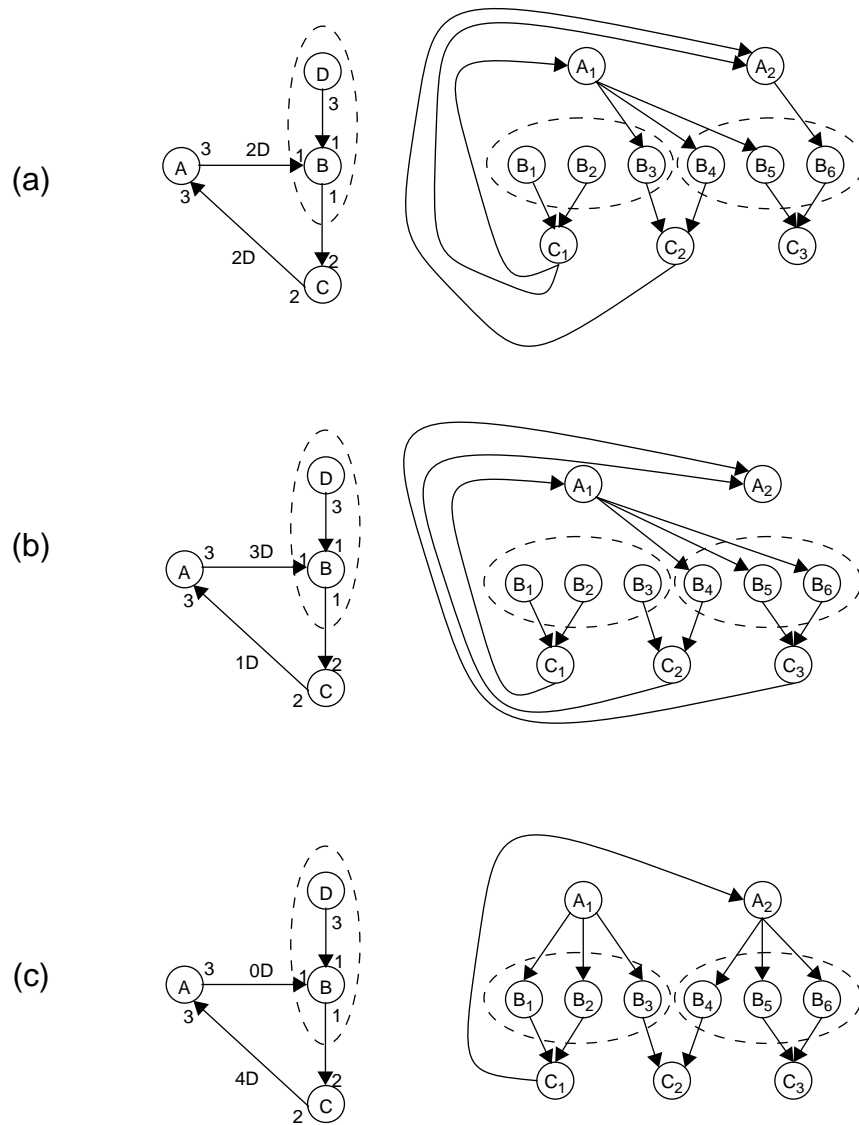 (a)
D
3
3 2D 1 1
A B
3 1
2D 2
2 C
A₁ A₂
B₁ B₂ B₃ B₄ B₅ B₆
C₁ C₂ C₃
(b)
D
3
3 3D 1 1
A B
3 1
1D 2
2 C
A₁ A₂
B₁ B₂ B₃ B₄ B₅ B₆
C₁ C₂ C₃
(c)
D
3
3 0D 1 1
A B
3 1
4D 2
2 C
A₁ A₂
B₁ B₂ B₃ B₄ B₅ B₆
C₁ C₂ C₃